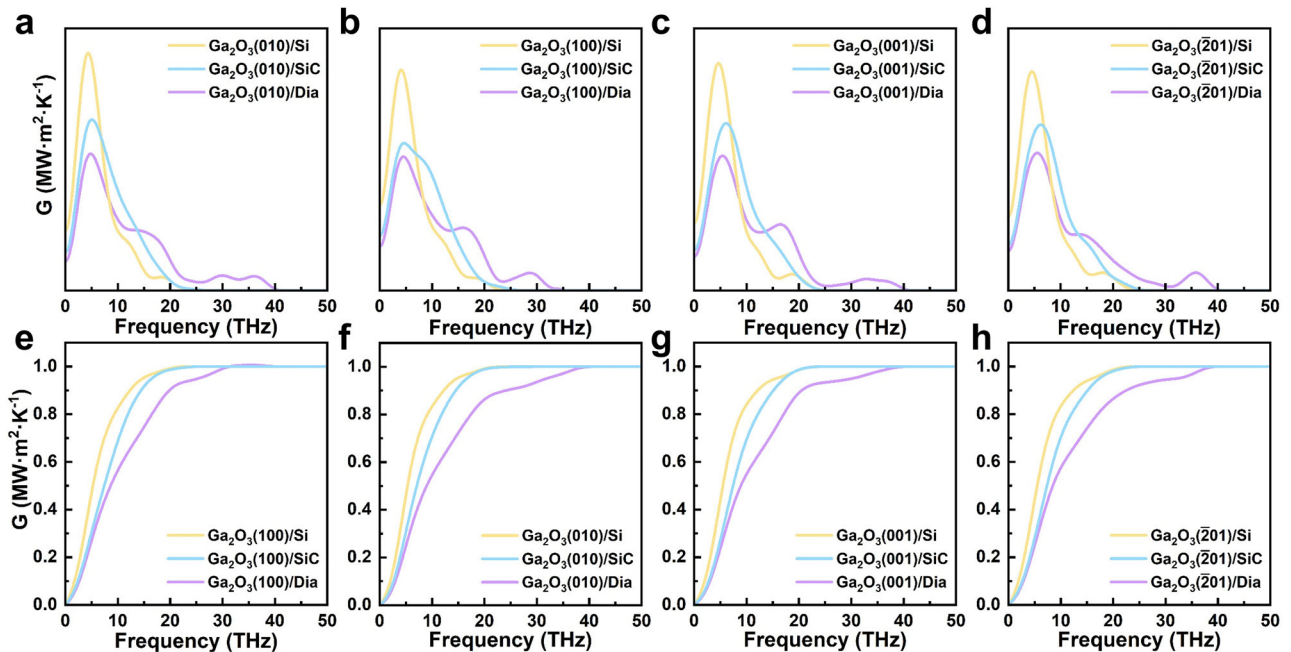 a
Ga₂O₃(010)/Si
Ga₂O₃(010)/SiC
Ga₂O₃(010)/Dia
G (MW·m²·K⁻¹)
0 10 20 30 40 50
Frequency (THz)
b
Ga₂O₃(100)/Si
Ga₂O₃(100)/SiC
Ga₂O₃(100)/Dia
0 10 20 30 40 50
Frequency (THz)
c
Ga₂O₃(001)/Si
Ga₂O₃(001)/SiC
Ga₂O₃(001)/Dia
0 10 20 30 40 50
Frequency (THz)
d
Ga₂O₃(2̅01)/Si
Ga₂O₃(2̅01)/SiC
Ga₂O₃(2̅01)/Dia
0 10 20 30 40 50
Frequency (THz)
e
G (MW·m²·K⁻¹)
1.0
0.8
0.6
0.4
0.2
0.0
Ga₂O₃(100)/Si
Ga₂O₃(100)/SiC
Ga₂O₃(100)/Dia
0 10 20 30 40 50
Frequency (THz)
f
1.0
0.8
0.6
0.4
0.2
0.0
Ga₂O₃(010)/Si
Ga₂O₃(010)/SiC
Ga₂O₃(010)/Dia
0 10 20 30 40 50
Frequency (THz)
g
1.0
0.8
0.6
0.4
0.2
0.0
Ga₂O₃(001)/Si
Ga₂O₃(001)/SiC
Ga₂O₃(001)/Dia
0 10 20 30 40 50
Frequency (THz)
h
1.0
0.8
0.6
0.4
0.2
0.0
Ga₂O₃(2̅01)/Si
Ga₂O₃(2̅01)/SiC
Ga₂O₃(2̅01)/Dia
0 10 20 30 40 50
Frequency (THz)